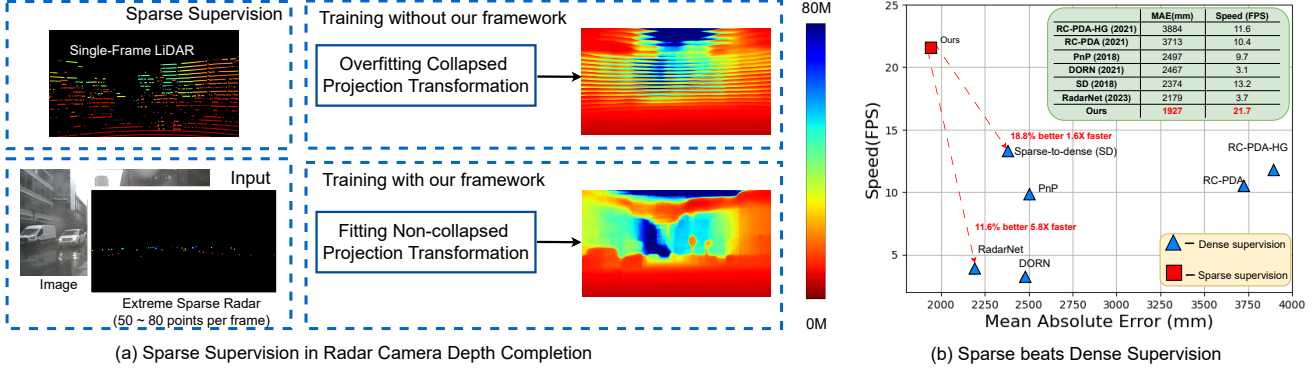 Sparse Supervision
Single-Frame LiDAR
Input
Image
Extreme Sparse Radar
(50 ~ 80 points per frame)
Training without our framework
Overfitting Collapsed
Projection Transformation
Training with our framework
Fitting Non-collapsed
Projection Transformation
80M
0M
(a) Sparse Supervision in Radar Camera Depth Completion
25
20
15
10
5
Speed(FPS)
2000 2250 2500 2750 3000 3250 3500 3750 4000
Mean Absolute Error (mm)
Ours
18.8% better 1.6X faster
Sparse-to-dense (SD)
PnP
11.6% better 5.8X faster
RadarNet
DORN
RC-PDA-HG
RC-PDA
MAE(mm) Speed (FPS)
RC-PDA-HG (2021) 3884 11.6
RC-PDA (2021) 3713 10.4
PnP (2018) 2497 9.7
DORN (2021) 2467 3.1
SD (2018) 2374 13.2
RadarNet (2023) 2179 3.7
Ours 1927 21.7
– Dense supervision
– Sparse supervision
(b) Sparse beats Dense Supervision